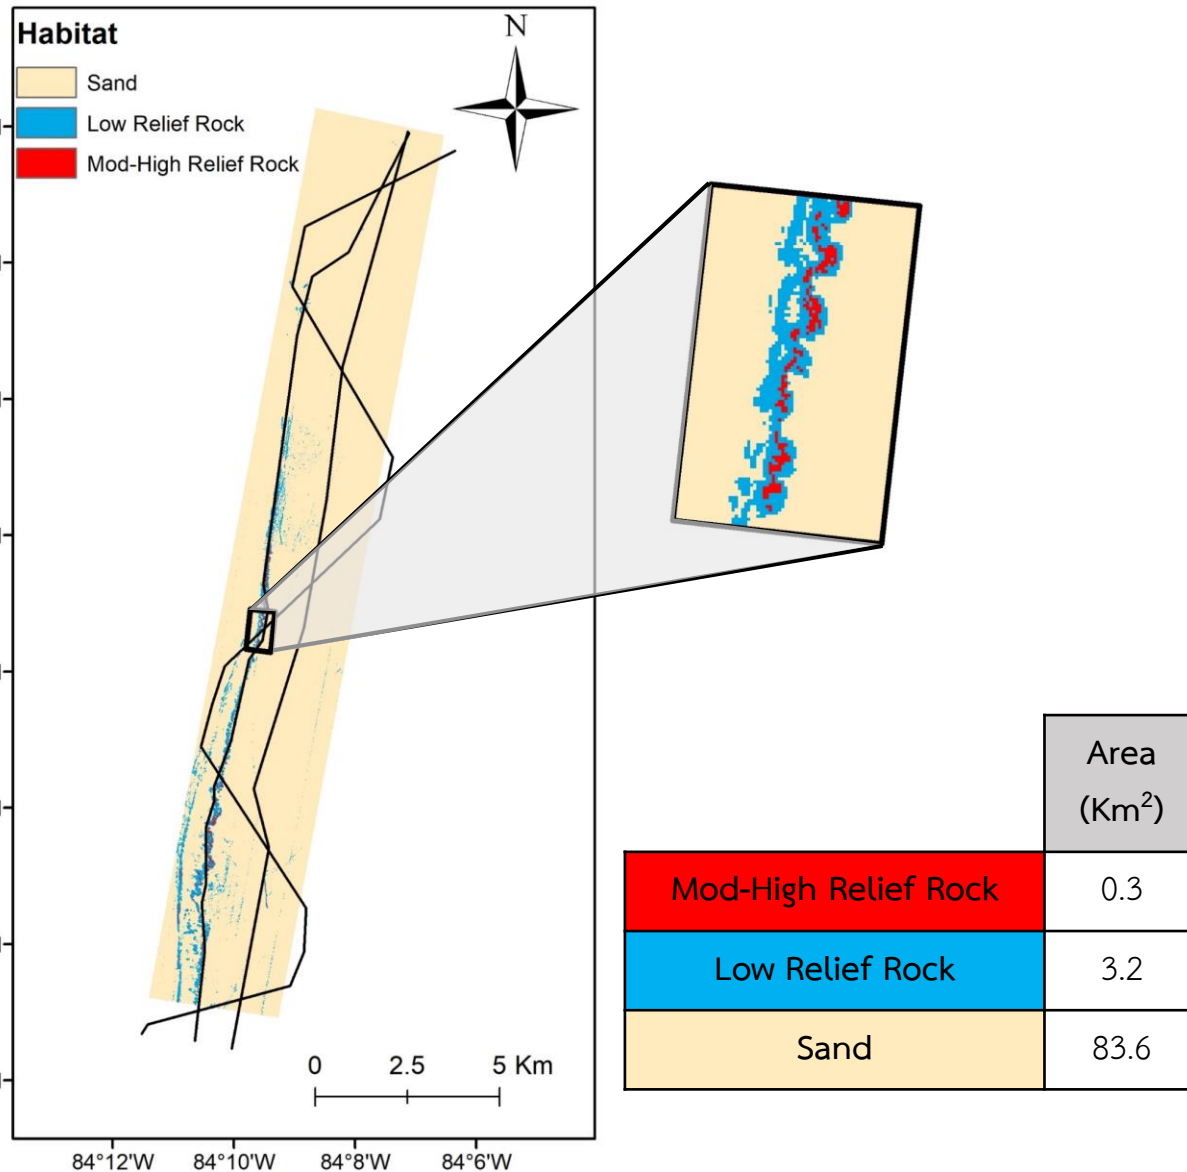 Habitat
Sand
Low Relief Rock
Mod-High Relief Rock
N
0 2.5 5 Km
84°12'W 84°10'W 84°8'W 84°6'W
Area
(Km²)
Mod-High Relief Rock 0.3
Low Relief Rock 3.2
Sand 83.6